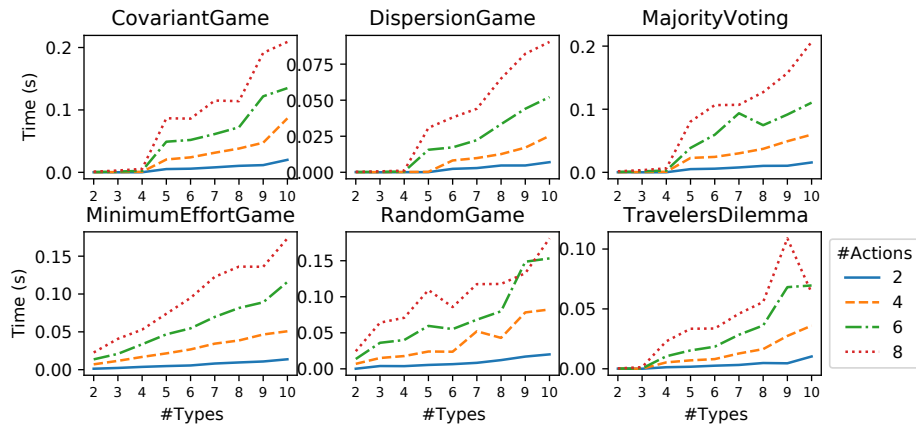 CovariantGame
DispersionGame
MajorityVoting
Time (s)
0.2
0.1
0.0
0.075
0.050
0.025
0.000
0.2
0.1
0.0
2 3 4 5 6 7 8 9 10
2 3 4 5 6 7 8 9 10
2 3 4 5 6 7 8 9 10
MinimumEffortGame
RandomGame
TravelersDilemma
Time (s)
0.15
0.10
0.05
0.00
0.15
0.10
0.05
0.00
0.10
0.05
0.00
2 3 4 5 6 7 8 9 10
2 3 4 5 6 7 8 9 10
2 3 4 5 6 7 8 9 10
#Types
#Types
#Types
#Actions
2
4
6
8